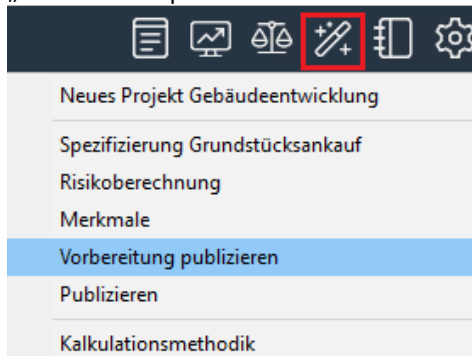 Neues Projekt Gebäudeentwicklung
Spezifizierung Grundstücksankauf
Risikoberechnung
Merkmale
Vorbereitung publizieren
Publizieren
Kalkulationsmethodik